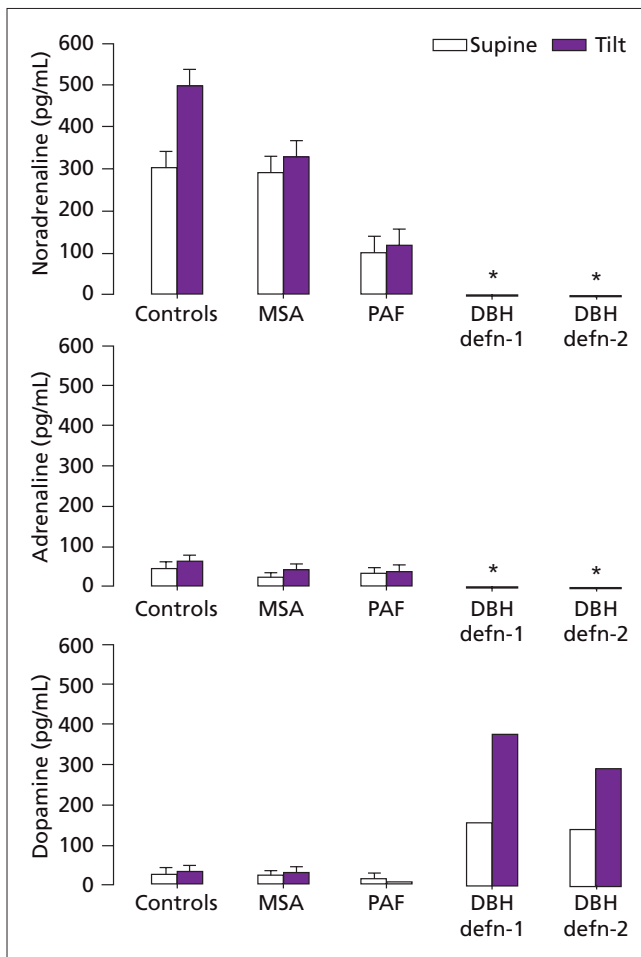 Supine Tilt
Noradrenaline (pg/mL)
600
500
400
300
200
100
0
* *
Controls MSA PAF DBH DBH
defn-1 defn-2
Adrenaline (pg/mL)
600
500
400
300
200
100
0
* *
Controls MSA PAF DBH DBH
defn-1 defn-2
Dopamine (pg/mL)
600
500
400
300
200
100
0
Controls MSA PAF DBH DBH
defn-1 defn-2